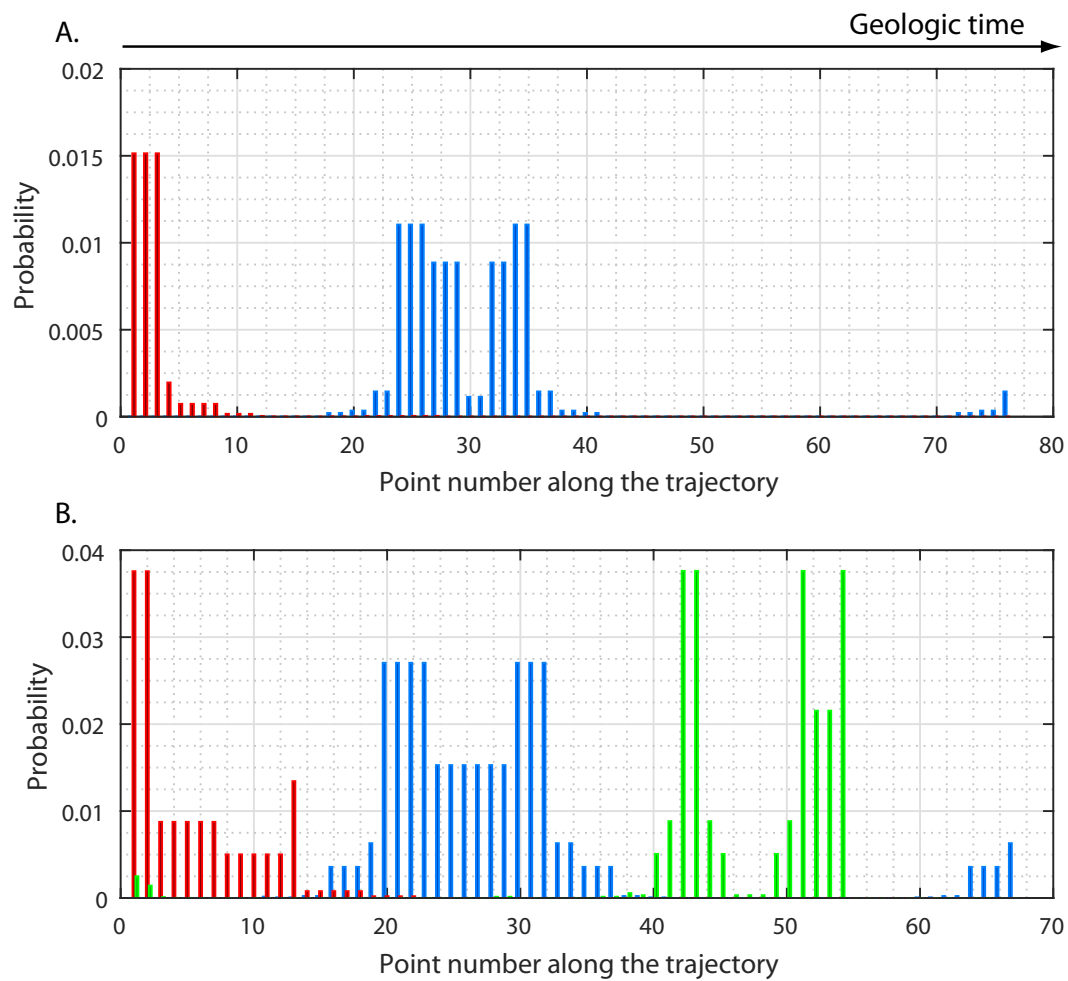 A.
Geologic time
0.02
0.015
0.01
0.005
0
Probability
0 10 20 30 40 50 60 70 80
Point number along the trajectory
B.
0.04
0.03
0.02
0.01
0
Probability
0 10 20 30 40 50 60 70
Point number along the trajectory